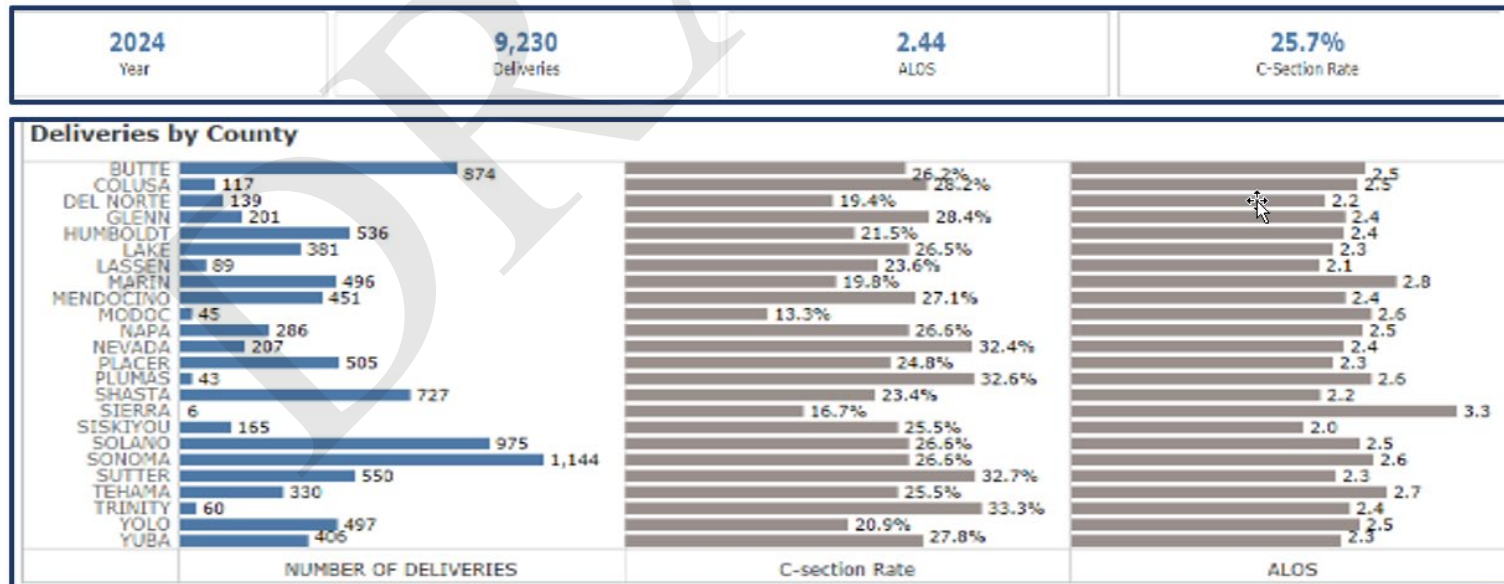 2024 9,230 2.44 25.7%
Year Deliveries ALOS C-Section Rate
Deliveries by County
BUTTE 874 26.2% 2.5
COLUSA 117 28.2% 2.5
DEL NORTE 139 19.4% 2.2
GLENN 201 28.4% 2.4
HUMBOLDT 536 21.5% 2.4
LAKE 381 26.5% 2.3
LASSEN 89 23.6% 2.1
MARIN 496 19.8% 2.8
MENDOCINO 451 27.1% 2.4
MODOC 45 13.3% 2.6
NAPA 286 26.6% 2.5
NEVADA 207 32.4% 2.4
PLACER 505 24.8% 2.3
PLUMAS 43 32.6% 2.6
SHASTA 727 23.4% 2.2
SIERRA 6 16.7% 3.3
SISKIYOU 165 25.5% 2.0
SOLANO 975 26.6% 2.5
SONOMA 1,144 26.6% 2.6
SUTTER 550 32.7% 2.3
TEHAMA 330 25.5% 2.7
TRINITY 60 33.3% 2.4
YOLO 497 20.9% 2.5
YUBA 406 27.8% 2.3
NUMBER OF DELIVERIES C-section Rate ALOS